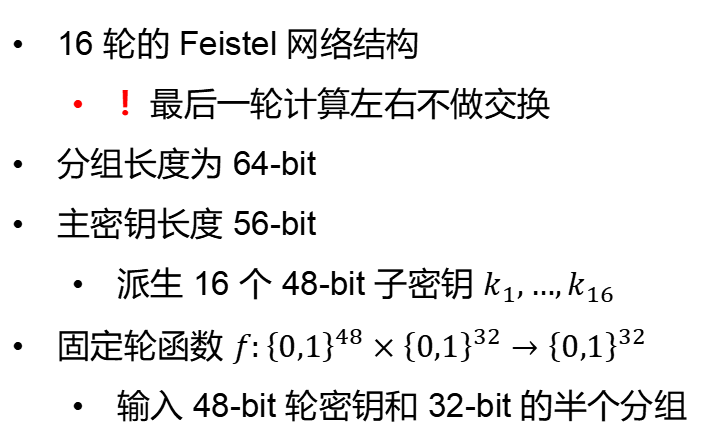 • 16 轮的 Feistel 网络结构
• ！最后一轮计算左右不做交换
• 分组长度为 64-bit
• 主密钥长度 56-bit
• 派生 16 个 48-bit 子密钥 𝑘₁, …, 𝑘₁₆
• 固定轮函数 𝑓: {0,1}⁴⁸ × {0,1}³² → {0,1}³²
• 输入 48-bit 轮密钥和 32-bit 的半个分组